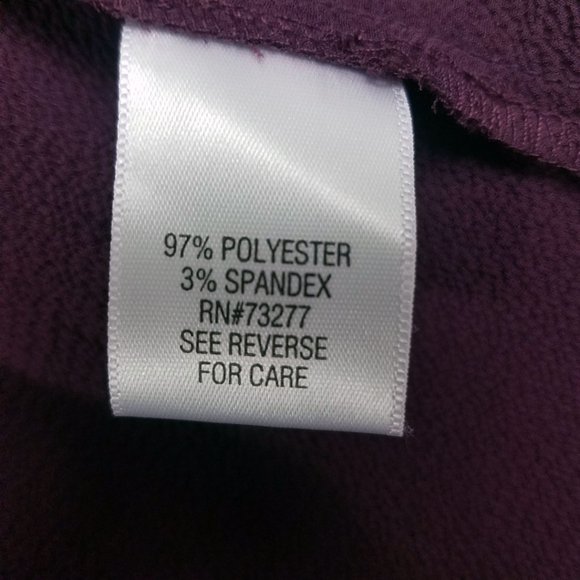 97% POLYESTER
3% SPANDEX
RN#73277
SEE REVERSE
FOR CARE